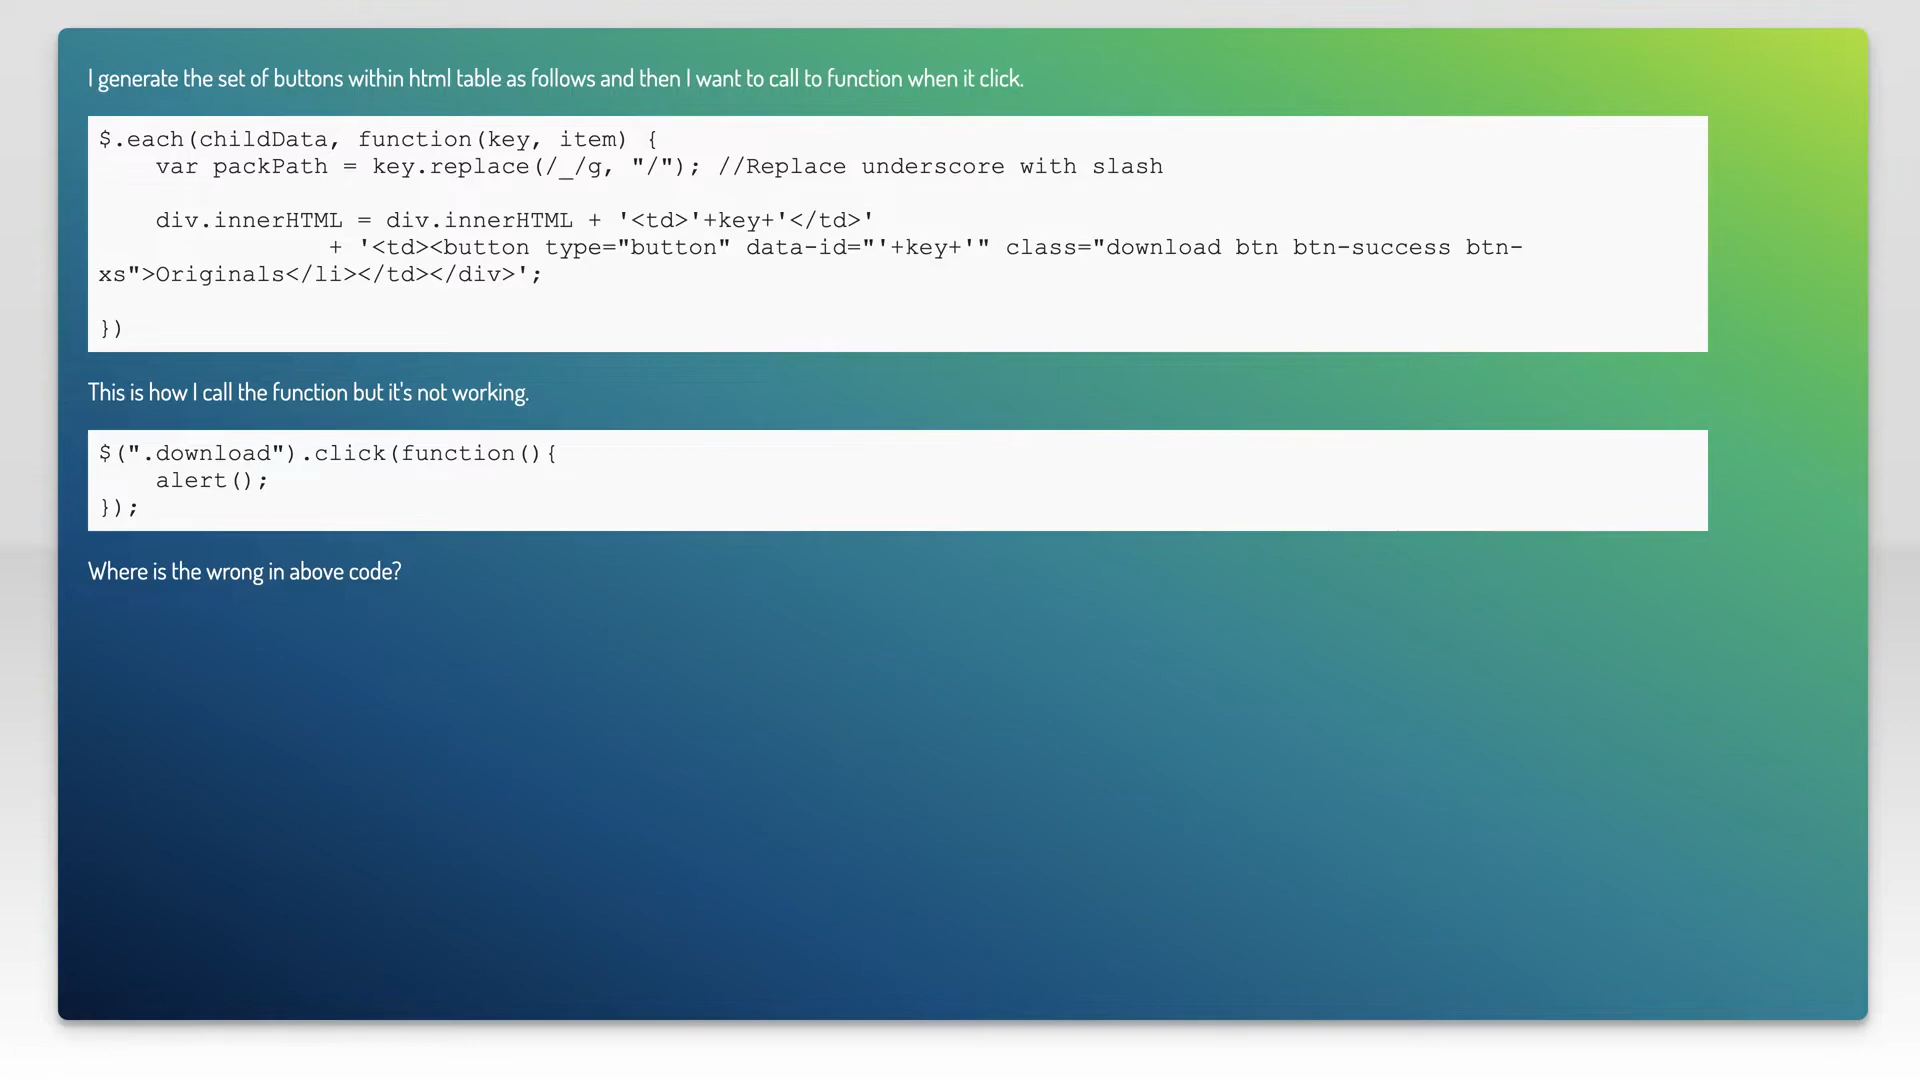 I generate the set of buttons within html table as follows and then I want to call to function when it click.
$.each(childData, function(key, item) {
var packPath = key.replace(/_/g, "/"); //Replace underscore with slash
div.innerHTML = div.innerHTML + '<td>'+key+'</td>'
+ '<td><button type="button" data-id="'+key+'" class="download btn btn-success btn-
xs">Originals</li></td></div>';
})
This is how I call the function but it's not working.
$(".download").click(function(){
alert();
});
Where is the wrong in above code?